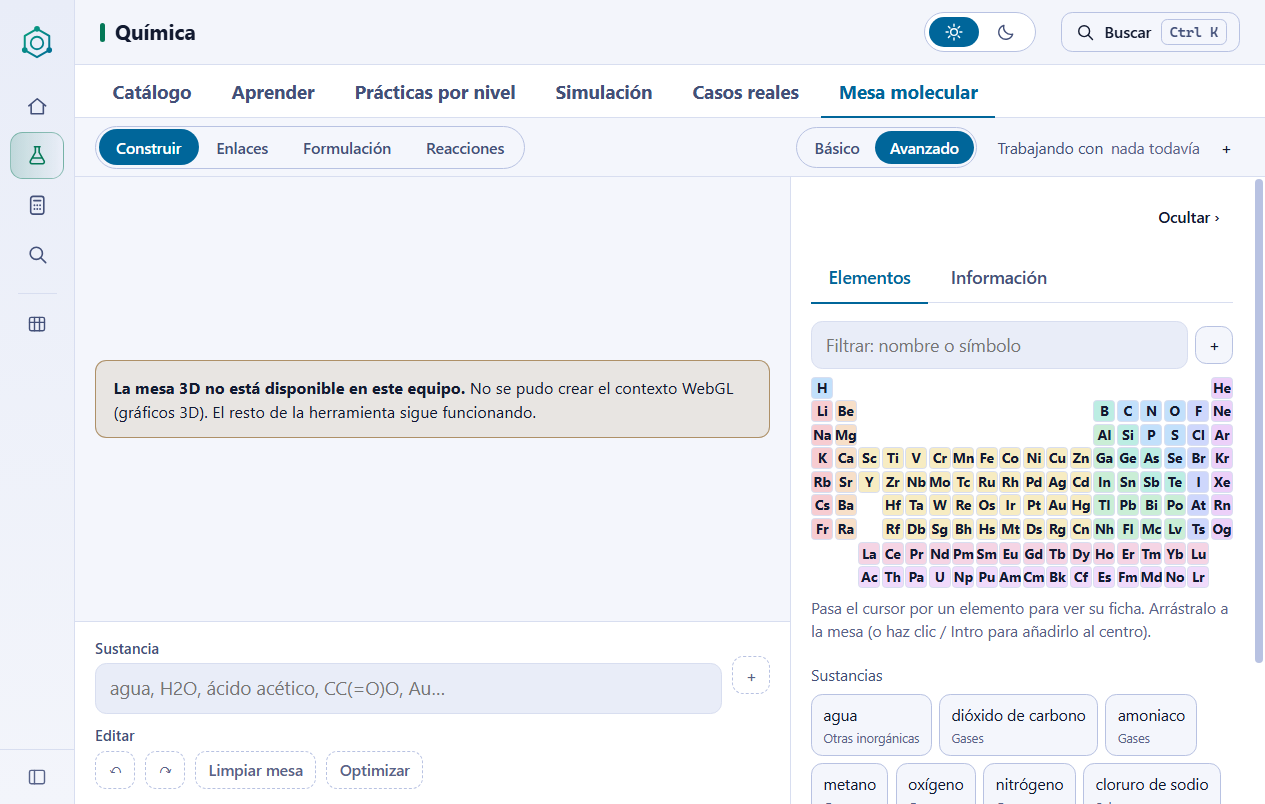 Química
Buscar Ctrl K
Catálogo Aprender Prácticas por nivel Simulación Casos reales Mesa molecular
Construir Enlaces Formulación Reacciones
Básico Avanzado Trabajando con nada todavía +
Ocultar ›
Elementos Información
Filtrar: nombre o símbolo +
H He
Li Be B C N O F Ne
Na Mg Al Si P S Cl Ar
K Ca Sc Ti V Cr Mn Fe Co Ni Cu Zn Ga Ge As Se Br Kr
Rb Sr Y Zr Nb Mo Tc Ru Rh Pd Ag Cd In Sn Sb Te I Xe
Cs Ba Hf Ta W Re Os Ir Pt Au Hg Tl Pb Bi Po At Rn
Fr Ra Rf Db Sg Bh Hs Mt Ds Rg Cn Nh Fl Mc Lv Ts Og
La Ce Pr Nd Pm Sm Eu Gd Tb Dy Ho Er Tm Yb Lu
Ac Th Pa U Np Pu Am Cm Bk Cf Es Fm Md No Lr
Pasa el cursor por un elemento para ver su ficha. Arrástralo a
la mesa (o haz clic / Intro para añadirlo al centro).
Sustancias
agua dióxido de carbono amoniaco
Otras inorgánicas Gases Gases
metano oxígeno nitrógeno cloruro de sodio
La mesa 3D no está disponible en este equipo. No se pudo crear el contexto WebGL
(gráficos 3D). El resto de la herramienta sigue funcionando.
Sustancia
agua, H2O, ácido acético, CC(=O)O, Au... +
Editar
Limpiar mesa Optimizar